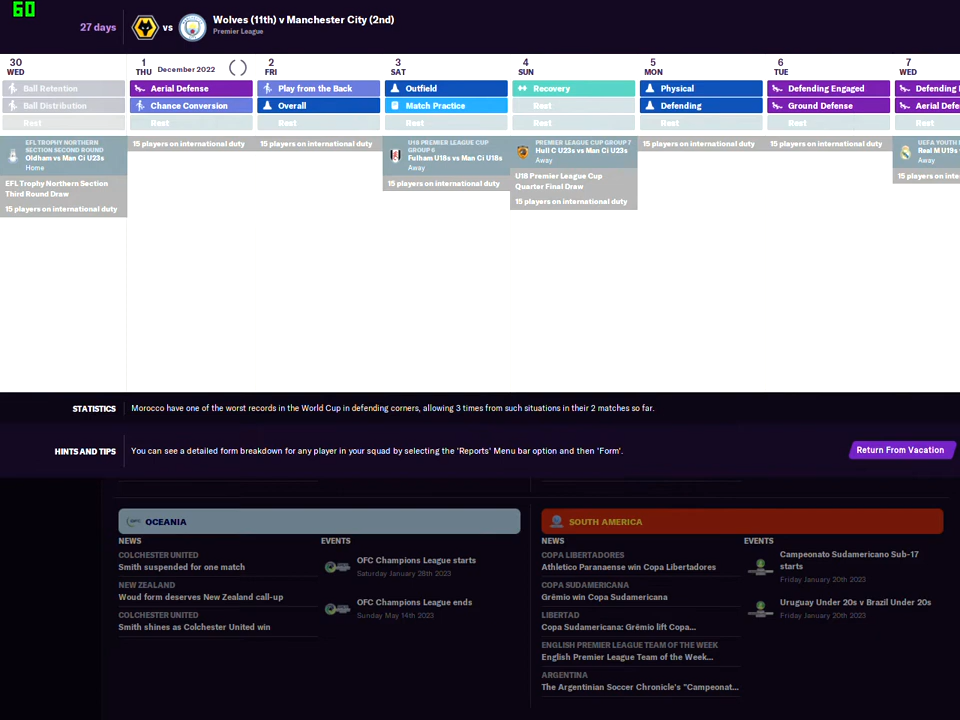 60
27 days
vs
Wolves (11th) v Manchester City (2nd)
Premier League
30
WED
1
THU
December 2022
2
FRI
3
SAT
4
SUN
5
MON
6
TUE
7
WED
Ball Retention
Aerial Defense
Play from the Back
Outfield
Recovery
Physical
Defending Engaged
Defending
Ball Distribution
Chance Conversion
Overall
Match Practice
Rest
Defending
Ground Defense
Aerial Defe
Rest
Rest
Rest
Rest
Rest
Rest
Rest
Rest
EFL TROPHY NORTHERN
SECTION SECOND ROUND
Oldham vs Man Ci U23s
Home
EFL Trophy Northern Section
Third Round Draw
15 players on international duty
15 players on international duty
15 players on international duty
U18 PREMIER LEAGUE CUP
GROUP 6
Fulham U18s vs Man Ci U18s
Away
15 players on international duty
PREMIER LEAGUE CUP GROUP 7
Hull C U23s vs Man Ci U23s
Away
U18 Premier League Cup
Quarter Final Draw
15 players on international duty
15 players on international duty
15 players on international duty
UEFA YOUTH
Real M U19s
Away
15 players on inte
STATISTICS
Morocco have one of the worst records in the World Cup in defending corners, allowing 3 times from such situations in their 2 matches so far.
HINTS AND TIPS
You can see a detailed form breakdown for any player in your squad by selecting the 'Reports' Menu bar option and then 'Form'.
Return From Vacation
OCEANIA
NEWS
COLCHESTER UNITED
Smith suspended for one match
NEW ZEALAND
Woud form deserves New Zealand call-up
COLCHESTER UNITED
Smith shines as Colchester United win
EVENTS
OFC Champions League starts
Saturday January 28th 2023
OFC Champions League ends
Sunday May 14th 2023
SOUTH AMERICA
NEWS
COPA LIBERTADORES
Athletico Paranaense win Copa Libertadores
COPA SUDAMERICANA
Grêmio win Copa Sudamericana
LIBERTAD
Copa Sudamericana: Grêmio lift Copa...
ENGLISH PREMIER LEAGUE TEAM OF THE WEEK
English Premier League Team of the Week...
ARGENTINA
The Argentinian Soccer Chronicle's "Campeonat...
EVENTS
Campeonato Sudamericano Sub-17
starts
Friday January 20th 2023
Uruguay Under 20s v Brazil Under 20s
Friday January 20th 2023